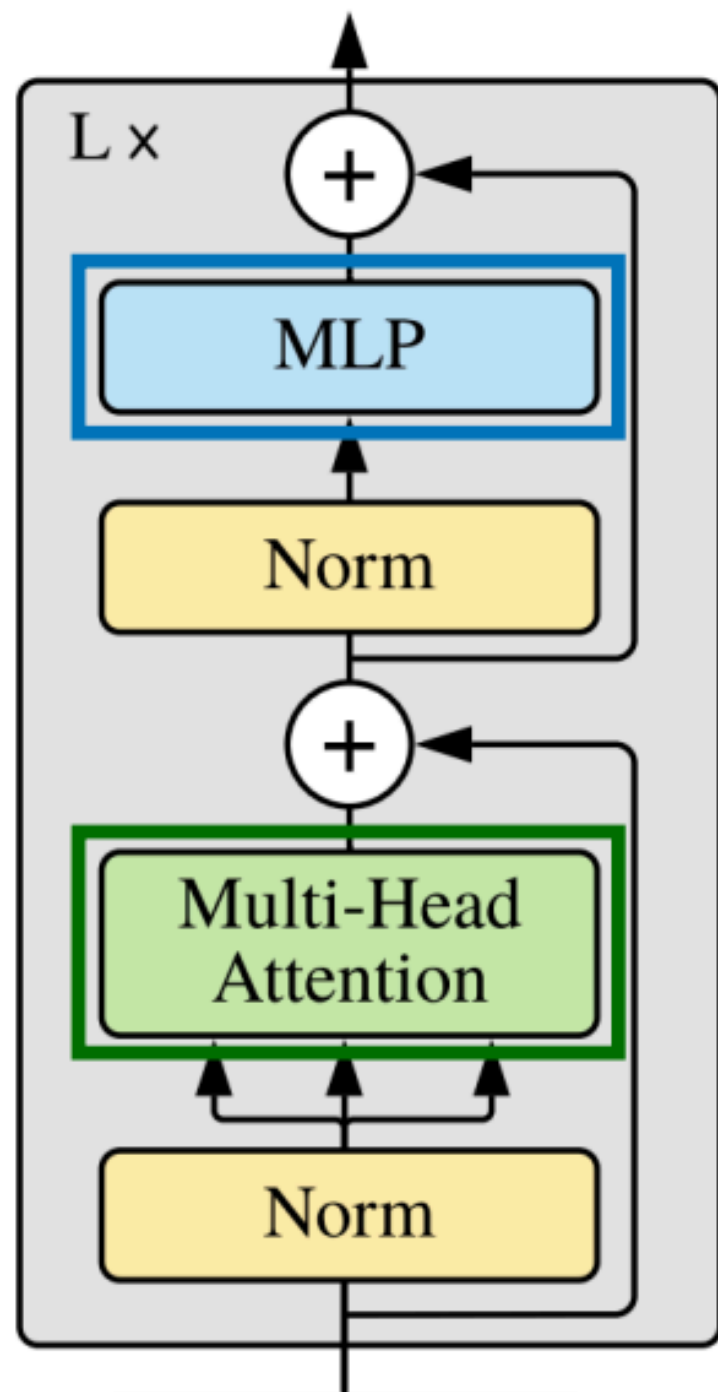 L ×
+
MLP
Norm
+
Multi-Head
Attention
Norm